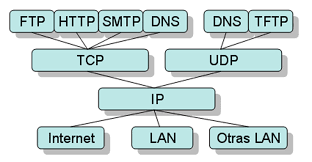 FTP HTTP SMTP DNS DNS TFTP
TCP UDP
IP
Internet LAN Otras LAN